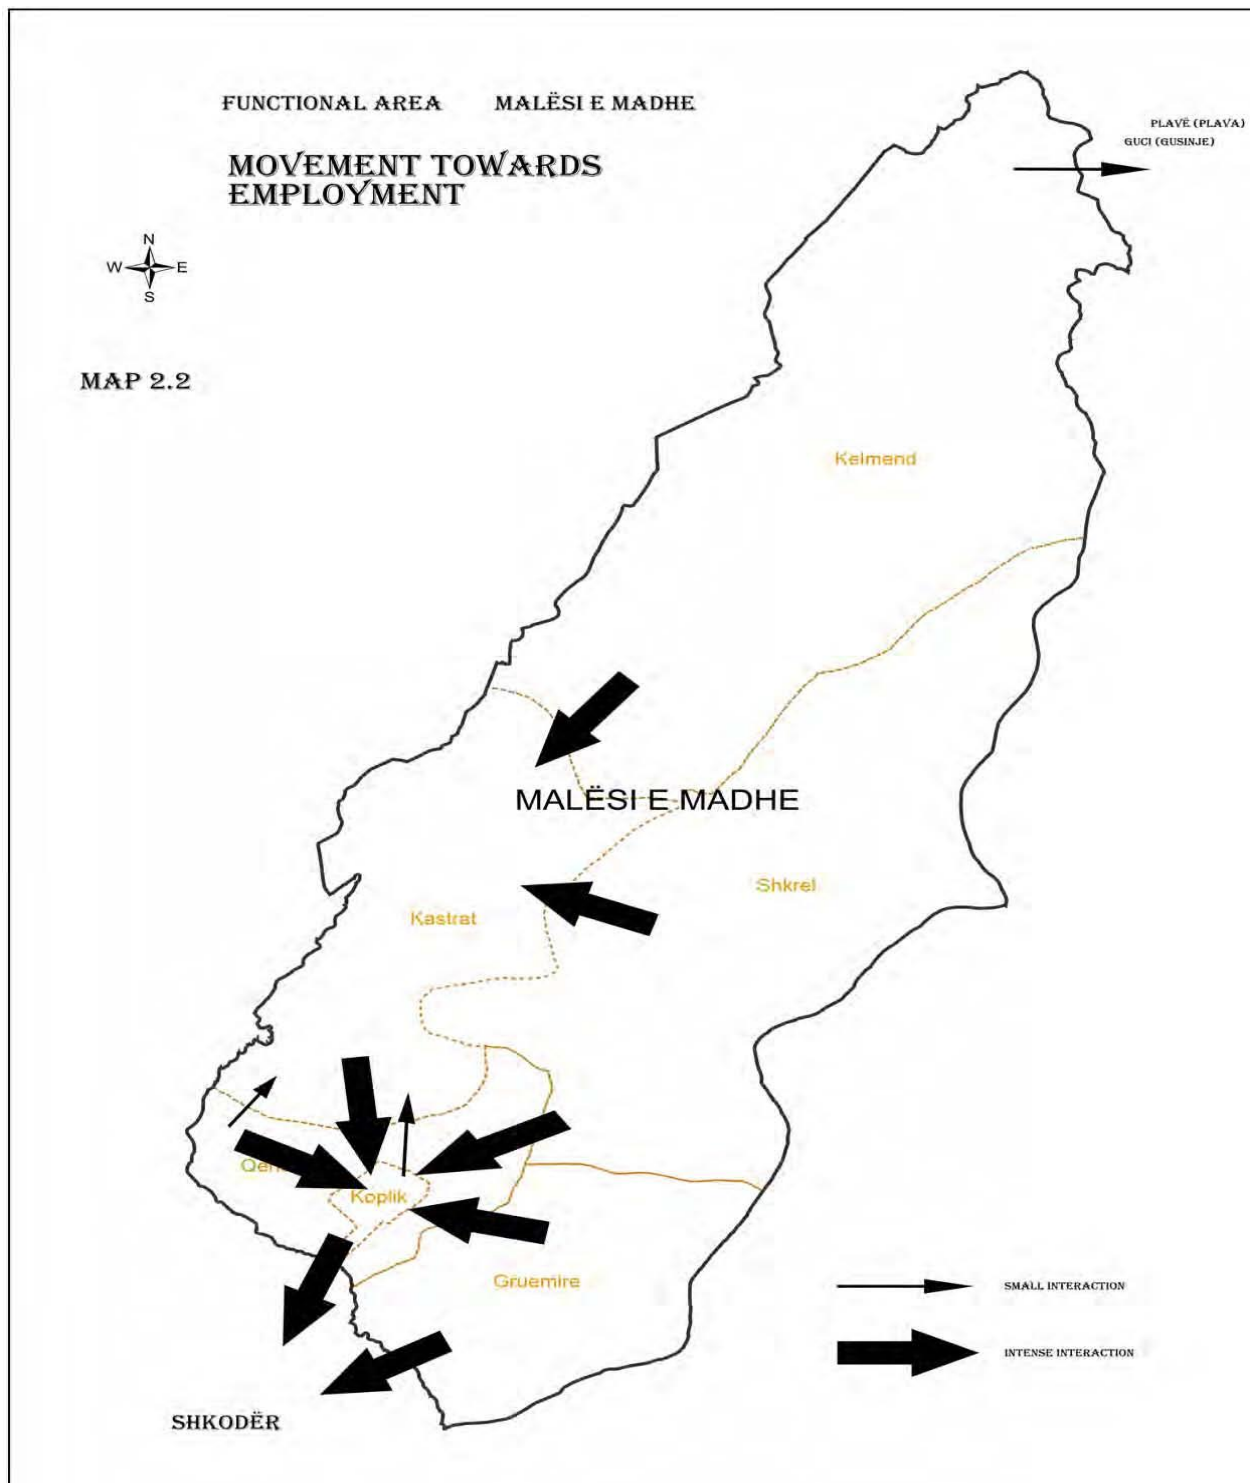 FUNCTIONAL AREA MALËSI E MADHE
PLAVË (PLAVA)
GUCI (GUSINJE)
MOVEMENT TOWARDS
EMPLOYMENT
N
W E
S
MAP 2.2
Kelmend
MALËSI E MADHE
Shkrel
Kastrat
Koplik
Gruemire
SMALL INTERACTION
INTENSE INTERACTION
SHKODËR